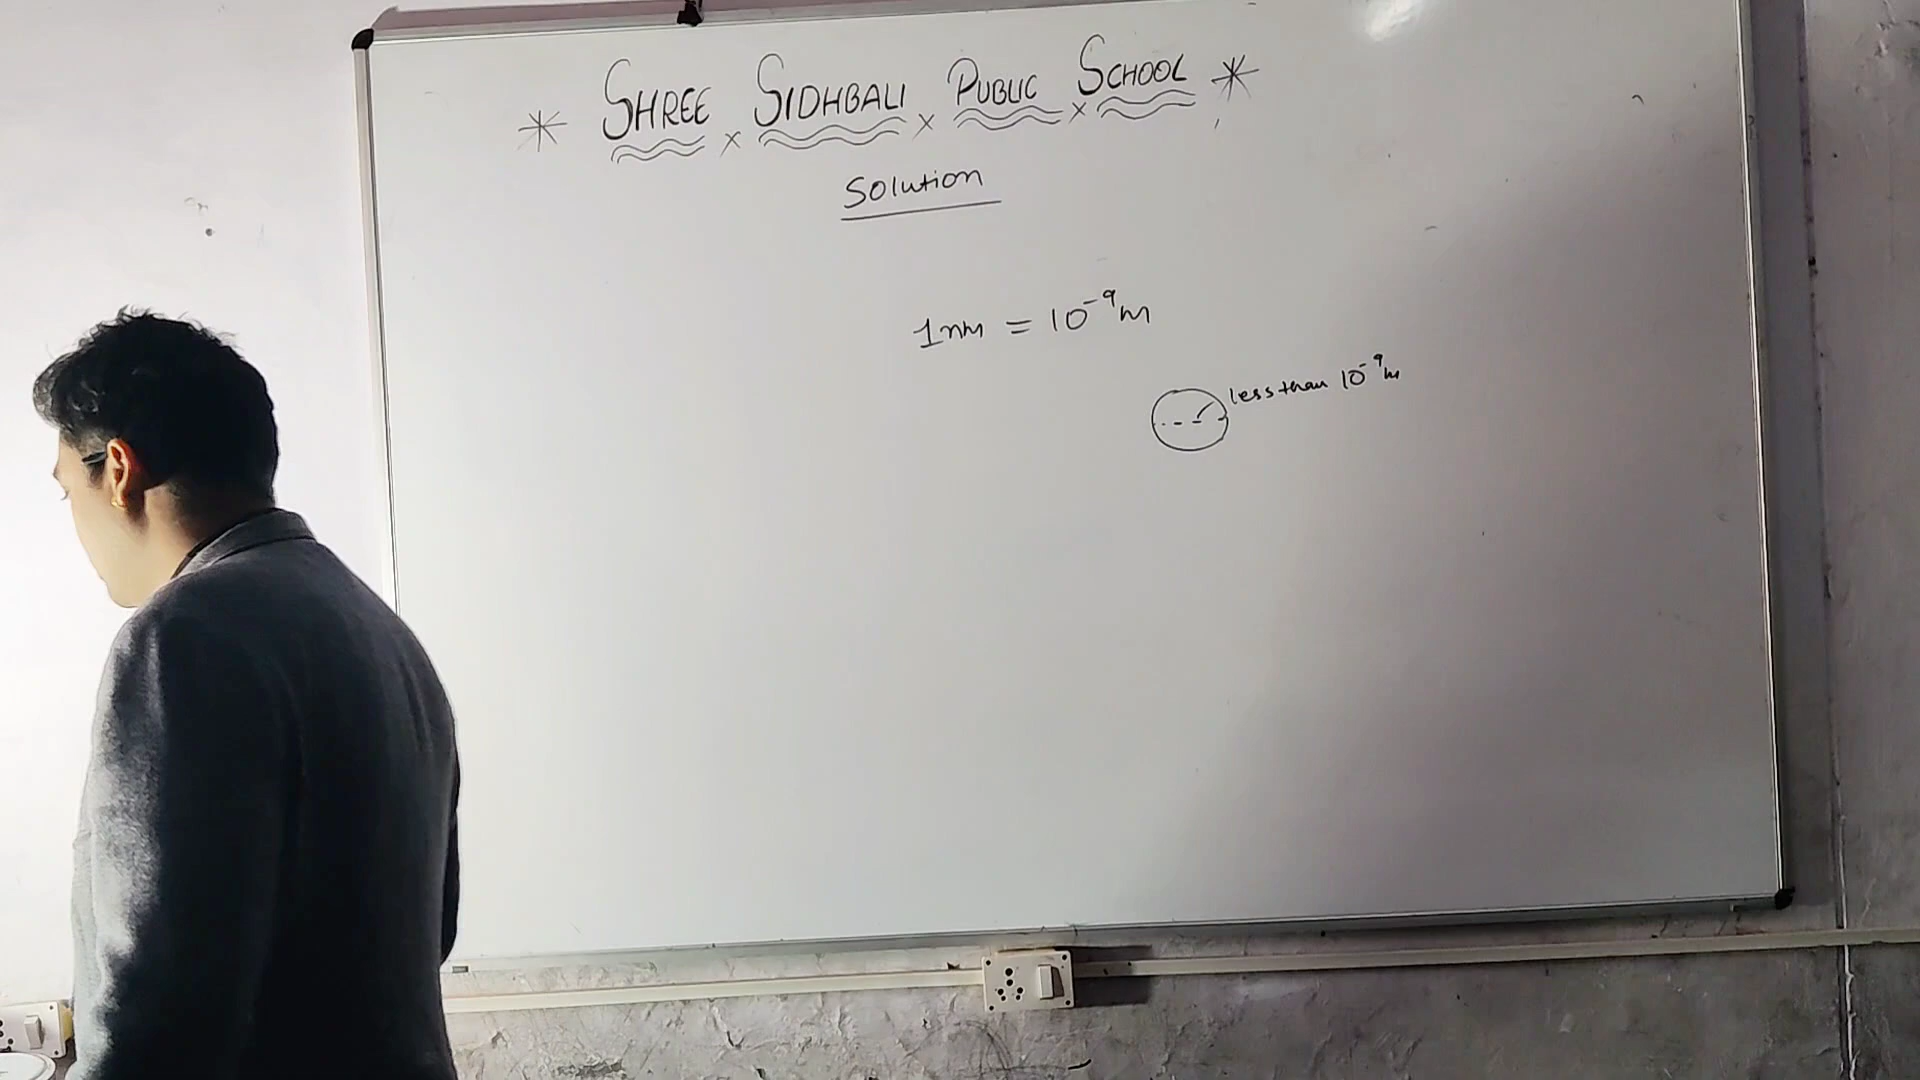 * SHREE x SIDHBALI x PUBLIC x SCHOOL *
Solution
1nm = 10⁻⁹m
less than 10⁻⁹m